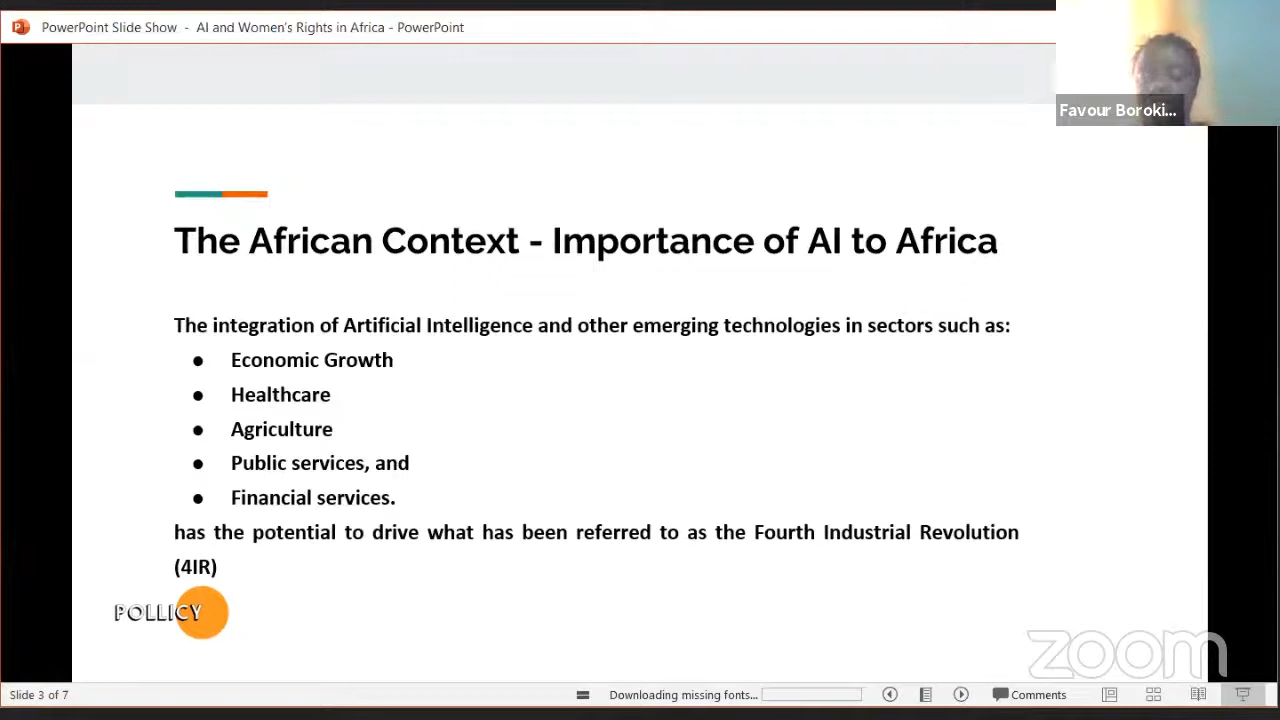 PowerPoint Slide Show - AI and Women's Rights in Africa - PowerPoint
Favour Boroki...
The African Context - Importance of AI to Africa
The integration of Artificial Intelligence and other emerging technologies in sectors such as:
● Economic Growth
● Healthcare
● Agriculture
● Public services, and
● Financial services.
has the potential to drive what has been referred to as the Fourth Industrial Revolution
(4IR)
POLLICY
zoom
Slide 3 of 7
Downloading missing fonts...
Comments